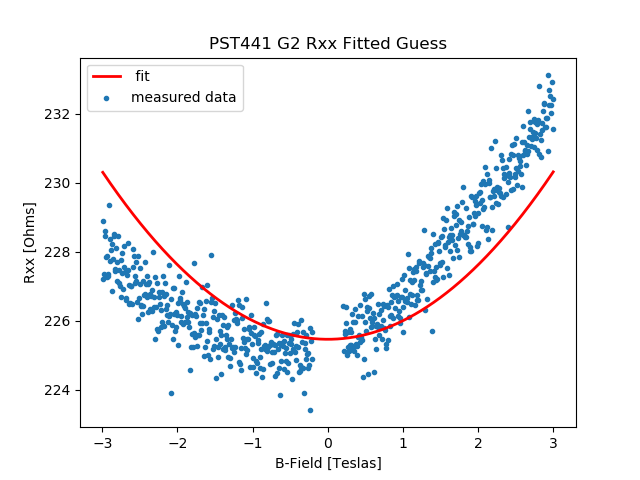 PST441 G2 Rxx Fitted Guess
fit
measured data
232
230
228
226
224
Rxx [Ohms]
−3
−2
−1
0
1
2
3
B-Field [Teslas]